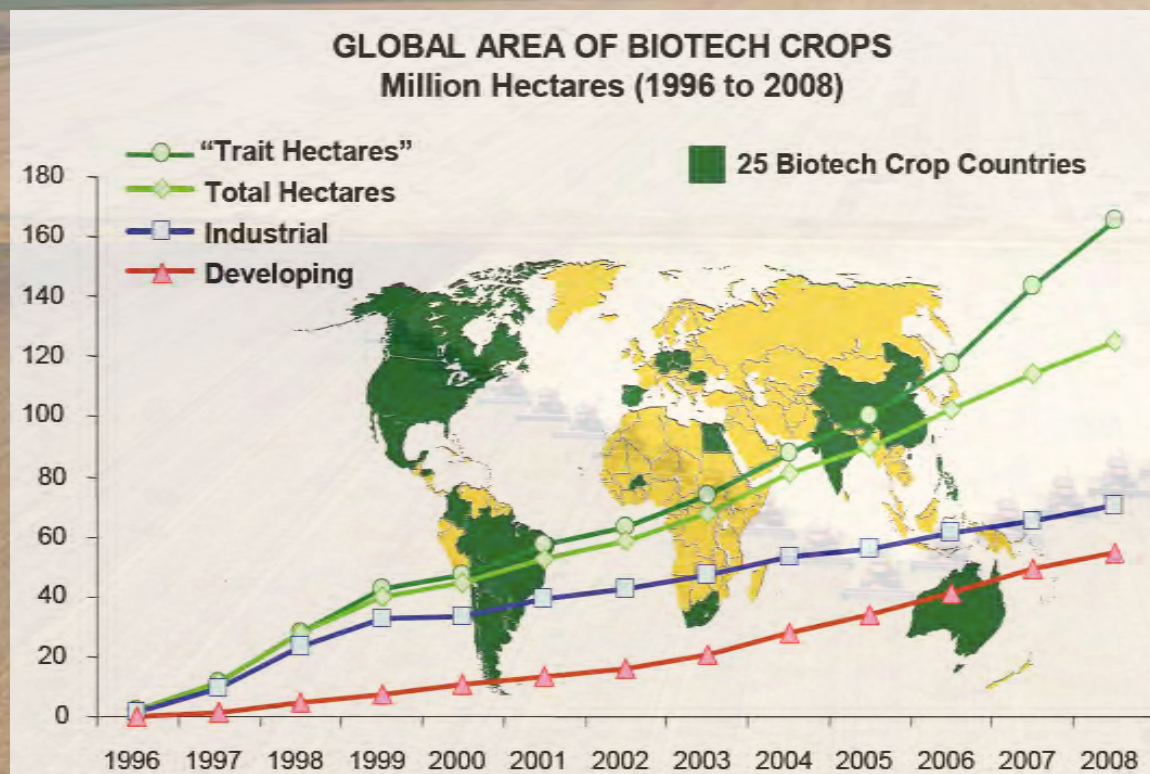 GLOBAL AREA OF BIOTECH CROPS
Million Hectares (1996 to 2008)
“Trait Hectares”
Total Hectares
Industrial
Developing
25 Biotech Crop Countries
180
160
140
120
100
80
60
40
20
0
1996 1997 1998 1999 2000 2001 2002 2003 2004 2005 2006 2007 2008